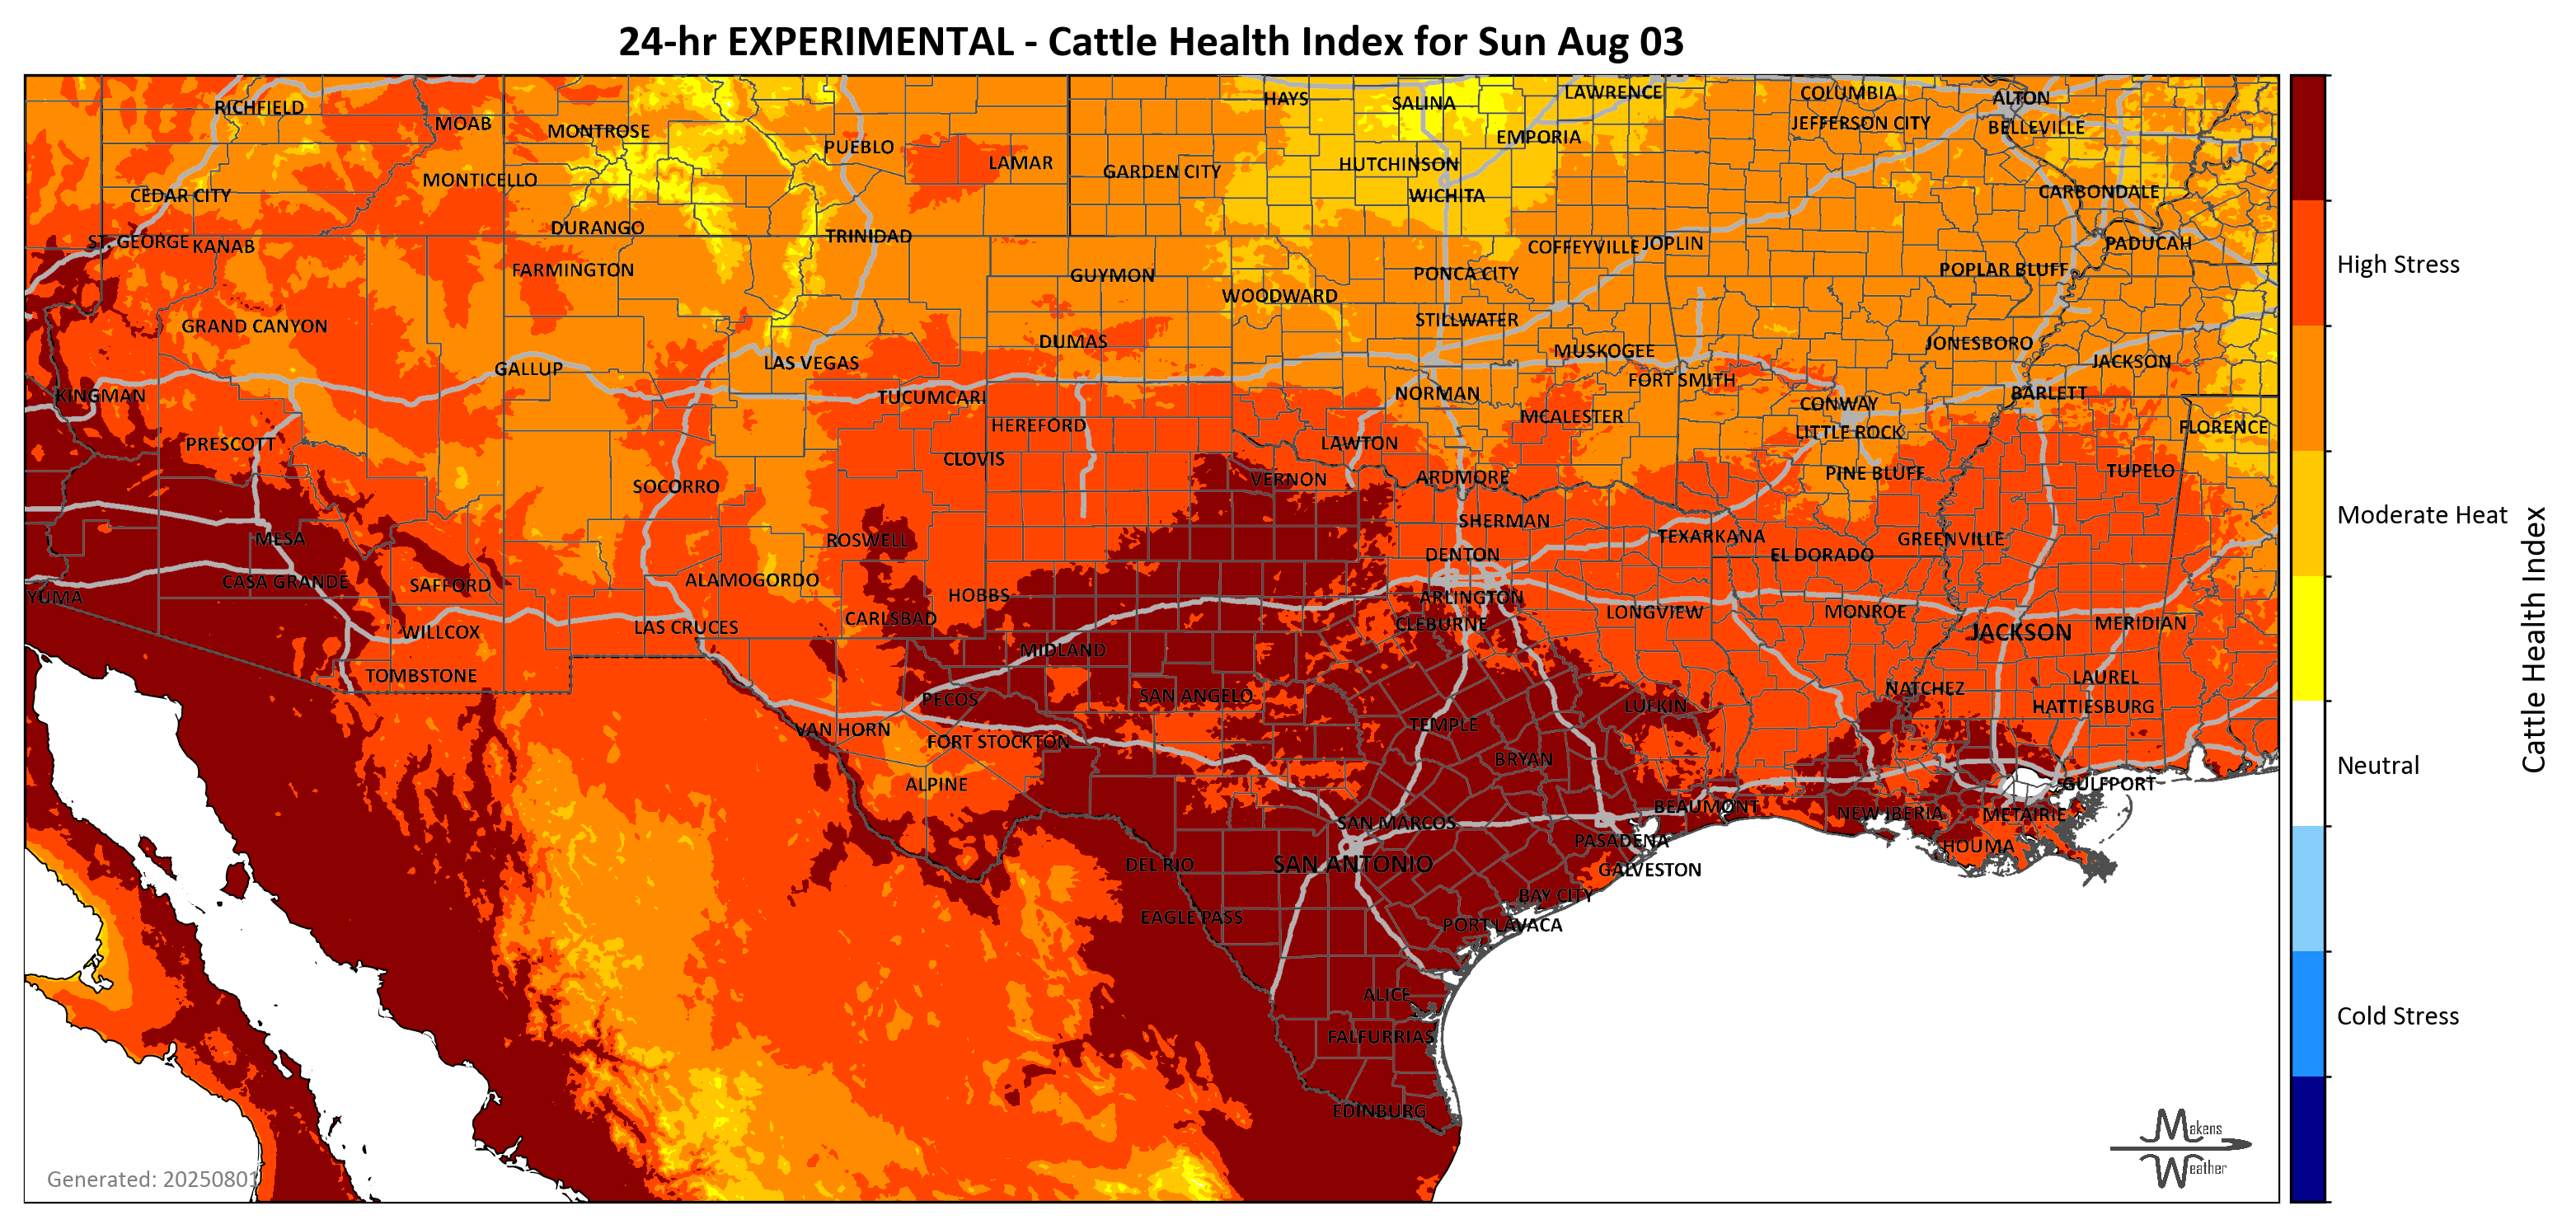 24-hr EXPERIMENTAL - Cattle Health Index for Sun Aug 03
RICHFIELD
MOAB
MONTROSE
PUEBLO
LAMAR
HAYS
SALINA
LAWRENCE
COLUMBIA
ALTON
GARDEN CITY
HUTCHINSON
EMPORIA
JEFFERSON CITY
BELLEVILLE
CEDAR CITY
MONTICELLO
WICHITA
CARBONDALE
ST. GEORGE
KANAB
DURANGO
TRINIDAD
COFFEYVILLE
JOPLIN
PADUCAH
FARMINGTON
GUYMON
WOODWARD
PONCA CITY
POPLAR BLUFF
GRAND CANYON
DUMAS
STILLWATER
JONESBORO
GALLUP
LAS VEGAS
MUSKOGEE
JACKSON
KINGMAN
TUCUMCARI
NORMAN
FORT SMITH
CONWAY
BARLETT
PRESCOTT
HEREFORD
LAWTON
MCALESTER
LITTLE ROCK
FLORENCE
SOCORRO
CLOVIS
VERNON
ARDMORE
PINE BLUFF
TUPELO
MESA
ROSWELL
SHERMAN
DENTON
TEXARKANA
EL DORADO
GREENVILLE
YUMA
CASA GRANDE
SAFFORD
ALAMOGORDO
HOBBS
ARLINGTON
LONGVIEW
MONROE
WILLCOX
LAS CRUCES
CARLSBAD
CLEBURNE
JACKSON
MERIDIAN
TOMBSTONE
MIDLAND
PECOS
SAN ANGELO
LUFKIN
NATCHEZ
LAUREL
HATTIESBURG
VAN HORN
FORT STOCKTON
TEMPLE
BRYAN
ALPINE
BEAUMONT
NEW IBERIA
METAIRIE
GULFPORT
SAN MARCOS
PASADENA
DEL RIO
SAN ANTONIO
GALVESTON
HOUMA
EAGLE PASS
BAY CITY
PORT LAVACA
ALICE
FALFURRIAS
EDINBURG
High Stress
Moderate Heat
Neutral
Cold Stress
Cattle Health Index
Generated: 20250801
Makens
Weather